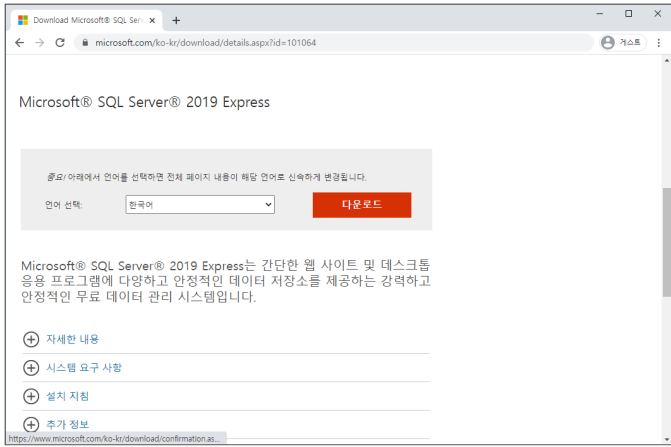 Download Microsoft SQL Serv
microsoft.com/ko-kr/download/details.aspx?id=101064
게스트
Microsoft® SQL Server® 2019 Express
중요! 아래에서 언어를 선택하면 전체 페이지 내용이 해당 언어로 신속하게 변경됩니다.
언어 선택: 한국어 다운로드
Microsoft® SQL Server® 2019 Express는 간단한 웹 사이트 및 데스크톱
응용 프로그램에 다양하고 안정적인 데이터 저장소를 제공하는 강력하고
안정적인 무료 데이터 관리 시스템입니다.
자세한 내용
시스템 요구 사항
설치 지침
추가 정보
https://www.microsoft.com/ko-kr/download/confirmation.as...